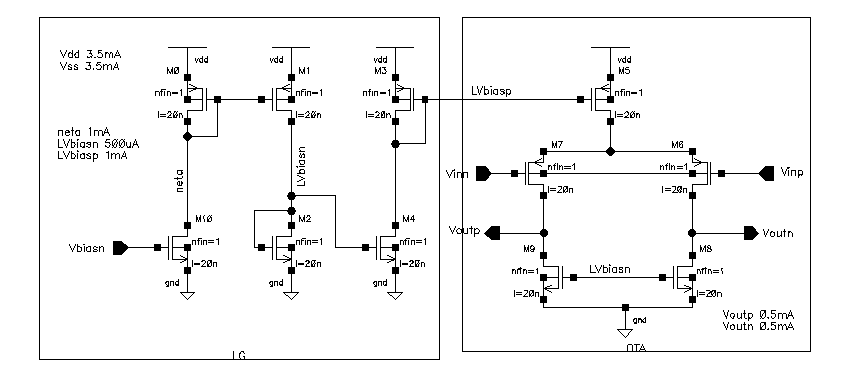 Vdd 3.5mA
Vss 3.5mA
vdd
vdd
vdd
vdd
M0
M1
M3
M5
nfin-1
nfin-1
nfin-1
nfin-1
LVbiasp
l=20n
l=20n
l=20n
l=20n
neta 1mA
LVbiasn 500uA
LVbiasp 1mA
neta
LVbiasn
M7
M6
nfin=1
nfin=1
Vinn
Vinp
l=20n
l=20n
M10
M2
M4
Voutp
Voutn
Vbiasn
nfin=1
nfin=1
nfin=1
M9
M8
l=20n
l=20n
l=20n
nfin=1
LVbiasn
nfin=1
gnd
gnd
gnd
l=20n
l=20n
gnd
Voutp 0.5mA
Voutn 0.5mA
LG
OTA